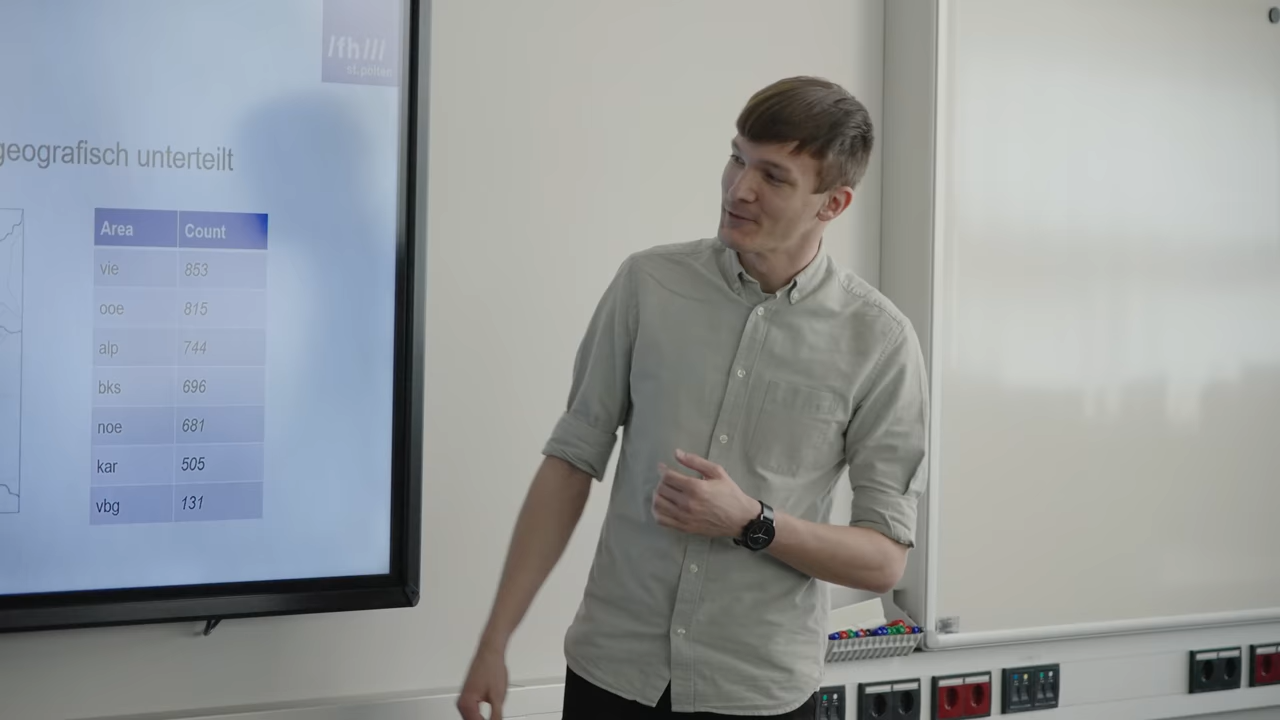 /fh///
st.pölten
geografisch unterteilt
Area Count
vie 853
ooe 815
alp 744
bks 696
noe 681
kar 505
vbg 131